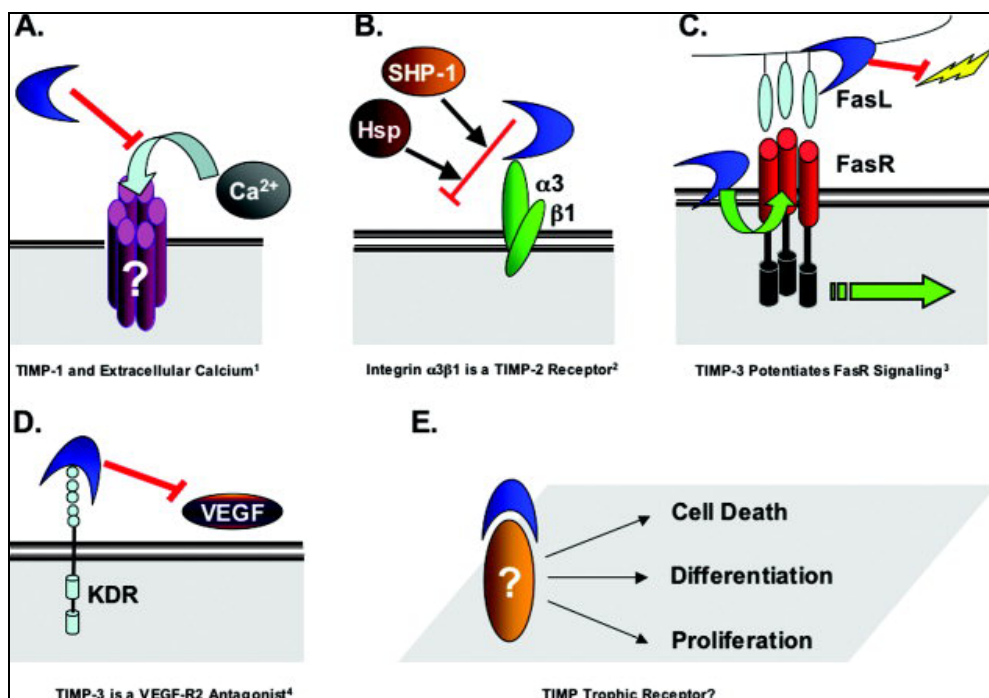 A.
Ca²⁺
?
TIMP-1 and Extracellular Calcium¹
B.
SHP-1
Hsp
α3
β1
Integrin α3β1 is a TIMP-2 Receptor²
C.
FasL
FasR
TIMP-3 Potentiates FasR Signaling³
D.
VEGF
KDR
TIMP-3 is a VEGF-R2 Antagonist⁴
E.
?
Cell Death
Differentiation
Proliferation
TIMP Trophic Receptor?